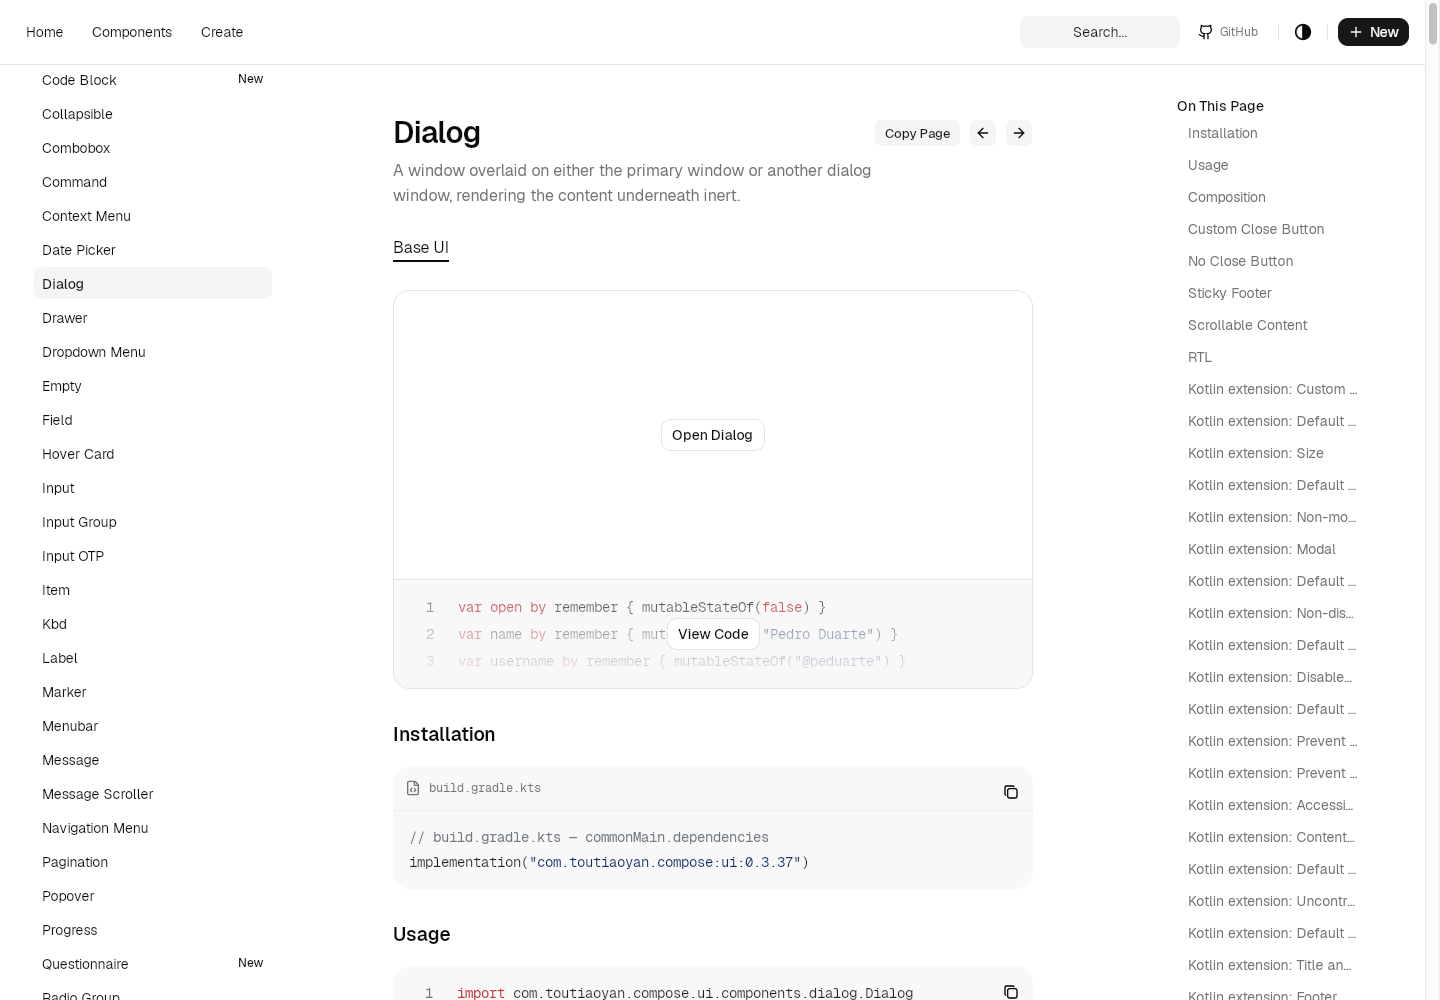 Home
Components
Create
Search...
GitHub
New
Code Block
New
Collapsible
Combobox
Command
Context Menu
Date Picker
Dialog
Drawer
Dropdown Menu
Empty
Field
Hover Card
Input
Input Group
Input OTP
Item
Kbd
Label
Marker
Menubar
Message
Message Scroller
Navigation Menu
Pagination
Popover
Progress
Questionnaire
New
Radio Group
Dialog
Copy Page
A window overlaid on either the primary window or another dialog
window, rendering the content underneath inert.
Base UI
Open Dialog
1 var open by remember { mutableStateOf(false) }
2 var name by remember { mut "Pedro Duarte") }
View Code
3 var username by remember { mutableStateOf("@peduarte") }
Installation
build.gradle.kts
// build.gradle.kts — commonMain.dependencies
implementation("com.toutiaoyan.compose:ui:0.3.37")
Usage
1 import com.toutiaoyan.compose.ui.components.dialog.Dialog
On This Page
Installation
Usage
Composition
Custom Close Button
No Close Button
Sticky Footer
Scrollable Content
RTL
Kotlin extension: Custom ...
Kotlin extension: Default ...
Kotlin extension: Size
Kotlin extension: Default ...
Kotlin extension: Non-mo...
Kotlin extension: Modal
Kotlin extension: Default ...
Kotlin extension: Non-dis...
Kotlin extension: Default ...
Kotlin extension: Disable...
Kotlin extension: Default ...
Kotlin extension: Prevent ...
Kotlin extension: Prevent ...
Kotlin extension: Accessi...
Kotlin extension: Content...
Kotlin extension: Default ...
Kotlin extension: Uncontr...
Kotlin extension: Default ...
Kotlin extension: Title an...
Kotlin extension: Footer